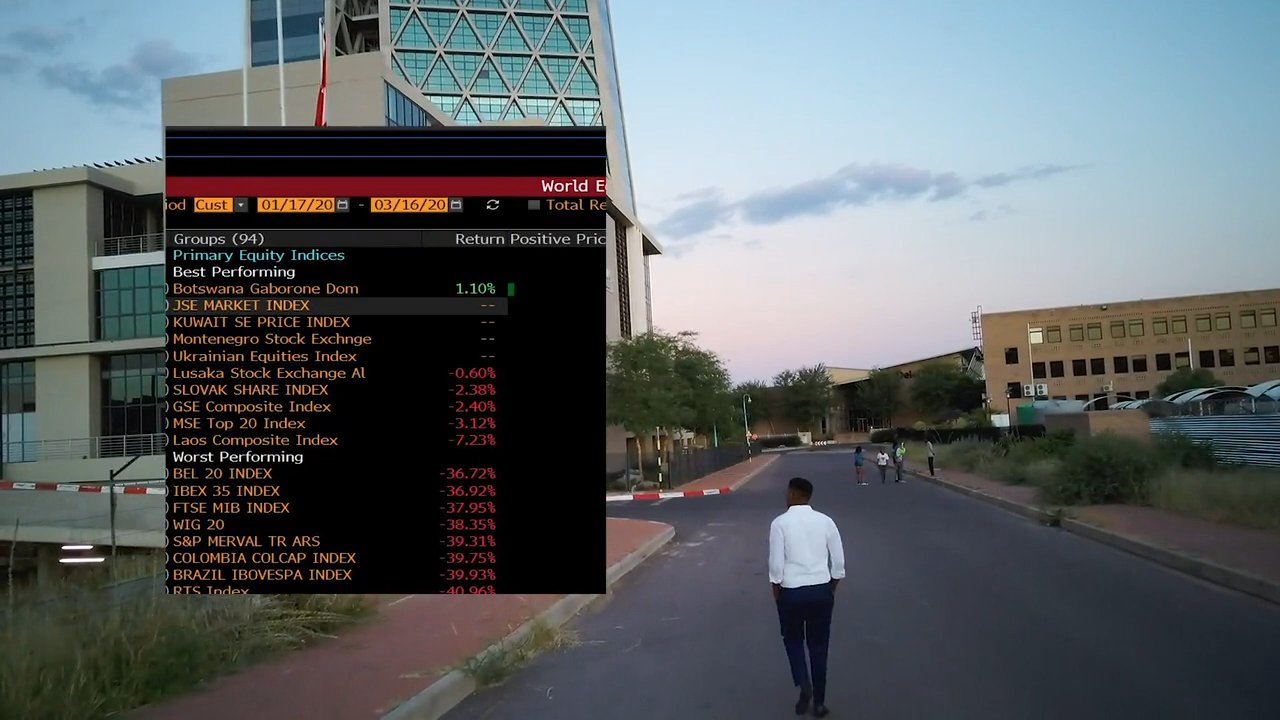 World E
iod Cust 01/17/20 - 03/16/20 Total Re
Groups (94) Return Positive Pric
Primary Equity Indices
Best Performing
) Botswana Gaborone Dom 1.10%
) JSE MARKET INDEX --
) KUWAIT SE PRICE INDEX --
) Montenegro Stock Exchnge --
) Ukrainian Equities Index --
) Lusaka Stock Exchange Al -0.60%
) SLOVAK SHARE INDEX -2.38%
) GSE Composite Index -2.40%
) MSE Top 20 Index -3.12%
) Laos Composite Index -7.23%
Worst Performing
) BEL 20 INDEX -36.72%
) IBEX 35 INDEX -36.92%
) FTSE MIB INDEX -37.95%
) WIG 20 -38.35%
) S&P MERVAL TR ARS -39.31%
) COLOMBIA COLCAP INDEX -39.75%
) BRAZIL IBOVESPA INDEX -39.93%
) RTS Index -40.96%